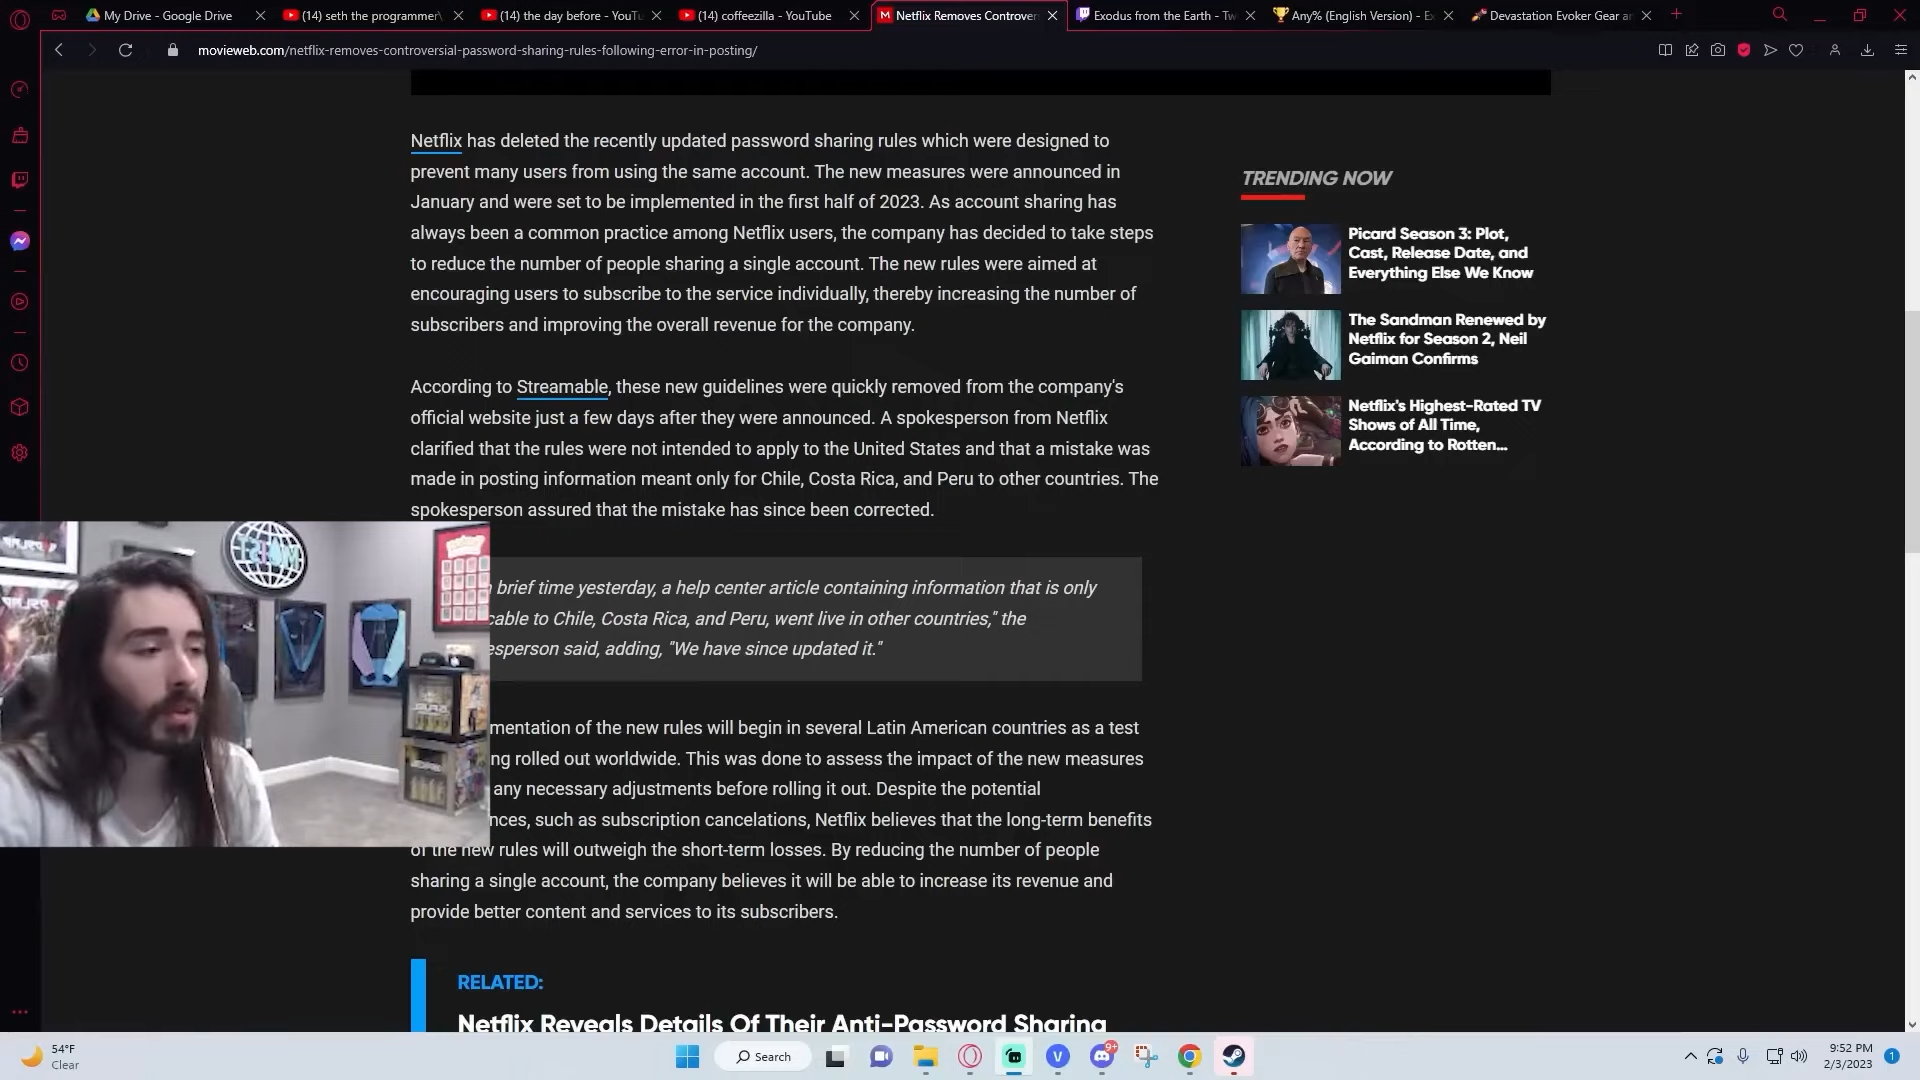 My Drive - Google Drive
(14) seth the programmer
(14) the day before - YouTu
(14) coffeezilla - YouTube
Netflix Removes Controver
Exodus from the Earth - Tw
Any% (English Version) - E
Devastation Evoker Gear a
movieweb.com/netflix-removes-controversial-password-sharing-rules-following-error-in-posting/
Netflix has deleted the recently updated password sharing rules which were designed to
prevent many users from using the same account. The new measures were announced in
January and were set to be implemented in the first half of 2023. As account sharing has
always been a common practice among Netflix users, the company has decided to take steps
to reduce the number of people sharing a single account. The new rules were aimed at
encouraging users to subscribe to the service individually, thereby increasing the number of
subscribers and improving the overall revenue for the company.
According to Streamable, these new guidelines were quickly removed from the company's
official website just a few days after they were announced. A spokesperson from Netflix
clarified that the rules were not intended to apply to the United States and that a mistake was
made in posting information meant only for Chile, Costa Rica, and Peru to other countries. The
spokesperson assured that the mistake has since been corrected.
brief time yesterday, a help center article containing information that is only
cable to Chile, Costa Rica, and Peru, went live in other countries," the
esperson said, adding, "We have since updated it."
mentation of the new rules will begin in several Latin American countries as a test
ng rolled out worldwide. This was done to assess the impact of the new measures
any necessary adjustments before rolling it out. Despite the potential
nces, such as subscription cancelations, Netflix believes that the long-term benefits
of the new rules will outweigh the short-term losses. By reducing the number of people
sharing a single account, the company believes it will be able to increase its revenue and
provide better content and services to its subscribers.
RELATED:
Netflix Reveals Details Of Their Anti-Password Sharing
TRENDING NOW
Picard Season 3: Plot,
Cast, Release Date, and
Everything Else We Know
The Sandman Renewed by
Netflix for Season 2, Neil
Gaiman Confirms
Netflix's Highest-Rated TV
Shows of All Time,
According to Rotten...
54°F
Clear
Search
9+
9:52 PM
2/3/2023
1